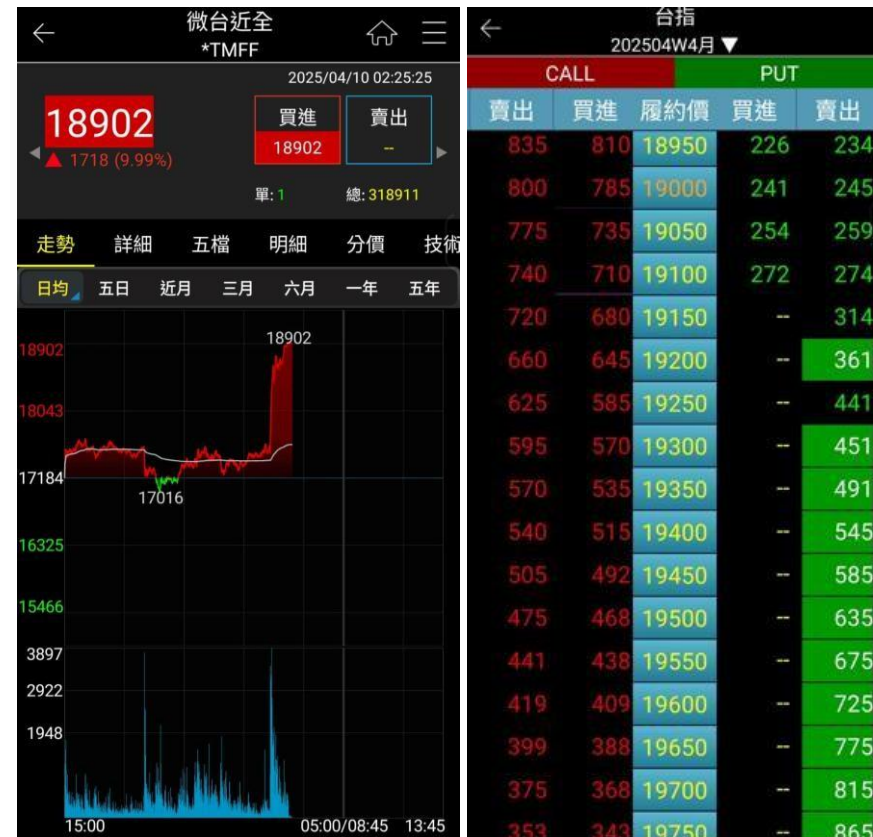 微台近全
*TMFF
2025/04/10 02:25:25
18902
▲ 1718 (9.99%)
買進
18902
賣出
--
單:1
總:318911
走勢 詳細 五檔 明細 分價 技術
日均 五日 近月 三月 六月 一年 五年
18902
18902
18043
17184
17016
16325
15466
3897
2922
1948
15:00 05:00/08:45 13:45
台指
202504W4月▼
CALL PUT
賣出 買進 履約價 買進 賣出
835 810 18950 226 234
800 785 19000 241 245
775 735 19050 254 259
740 710 19100 272 274
720 680 19150 -- 314
660 645 19200 -- 361
625 585 19250 -- 441
595 570 19300 -- 451
570 535 19350 -- 491
540 515 19400 -- 545
505 492 19450 -- 585
475 468 19500 -- 635
441 438 19550 -- 675
419 409 19600 -- 725
399 388 19650 -- 775
375 368 19700 -- 815
353 343 19750 -- 865